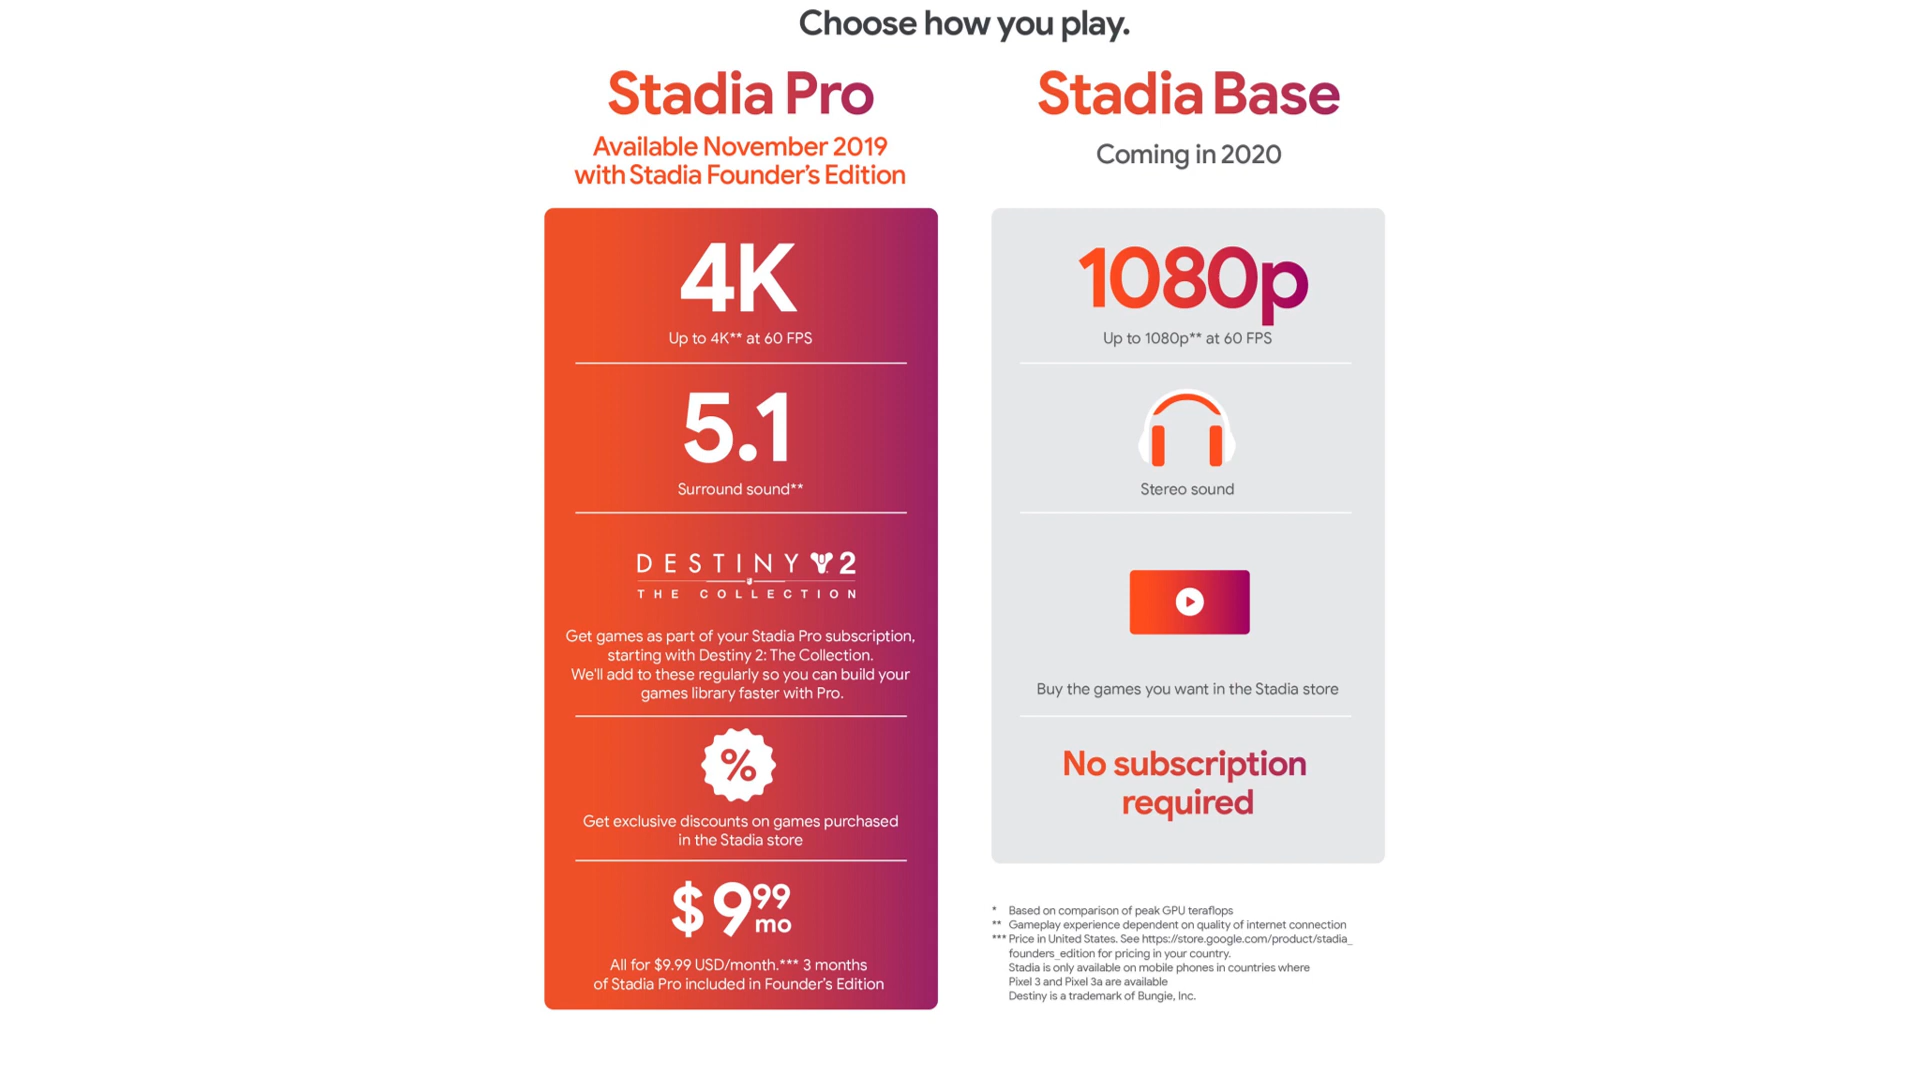 Choose how you play.
Stadia Pro
Available November 2019
with Stadia Founder's Edition
4K
Up to 4K** at 60 FPS
5.1
Surround sound**
DESTINY 2
THE COLLECTION
Get games as part of your Stadia Pro subscription,
starting with Destiny 2: The Collection.
We'll add to these regularly so you can build your
games library faster with Pro.
%
Get exclusive discounts on games purchased
in the Stadia store
$9.99 mo
All for $9.99 USD/month.*** 3 months
of Stadia Pro included in Founder's Edition
Stadia Base
Coming in 2020
1080p
Up to 1080p** at 60 FPS
Stereo sound
Buy the games you want in the Stadia store
No subscription
required
* Based on comparison of peak GPU teraflops
** Gameplay experience dependent on quality of internet connection
*** Price in United States. See https://store.google.com/product/stadia_
founders_edition for pricing in your country.
Stadia is only available on mobile phones in countries where
Pixel 3 and Pixel 3a are available
Destiny is a trademark of Bungie, Inc.